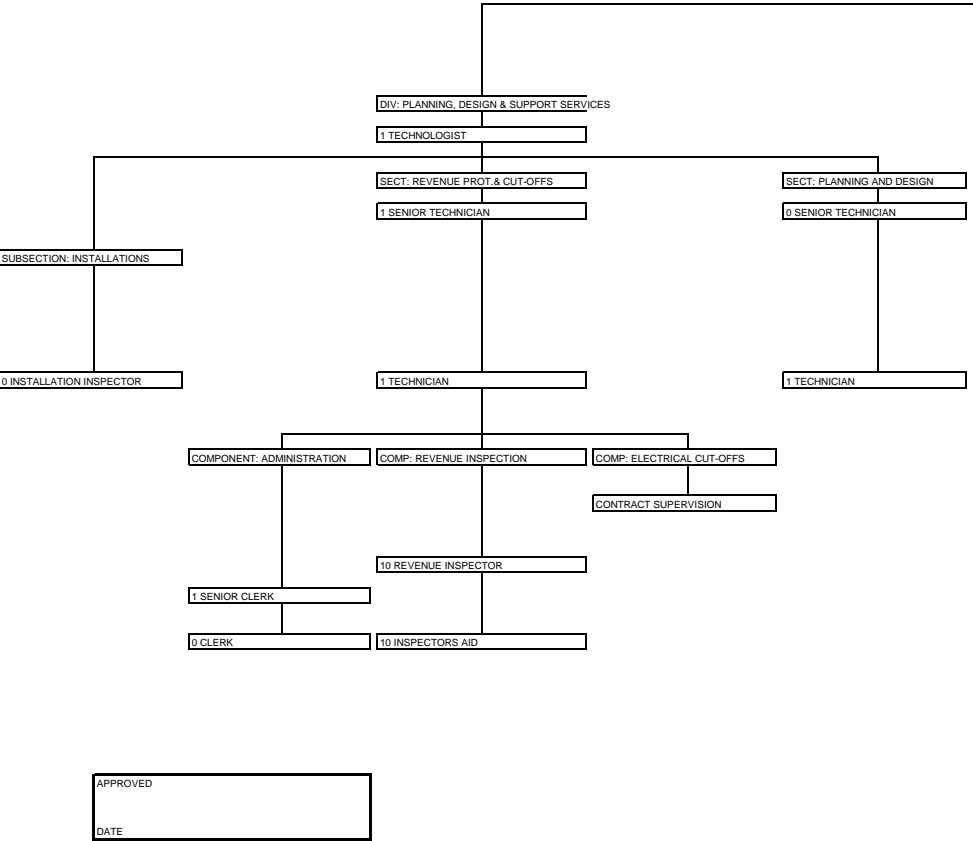 DIV: PLANNING, DESIGN & SUPPORT SERVICES
1 TECHNOLOGIST
SECT: REVENUE PROT.& CUT-OFFS
SECT: PLANNING AND DESIGN
1 SENIOR TECHNICIAN
0 SENIOR TECHNICIAN
SUBSECTION: INSTALLATIONS
0 INSTALLATION INSPECTOR
1 TECHNICIAN
1 TECHNICIAN
COMPONENT: ADMINISTRATION
COMP: REVENUE INSPECTION
COMP: ELECTRICAL CUT-OFFS
CONTRACT SUPERVISION
10 REVENUE INSPECTOR
1 SENIOR CLERK
0 CLERK
10 INSPECTORS AID
APPROVED
DATE